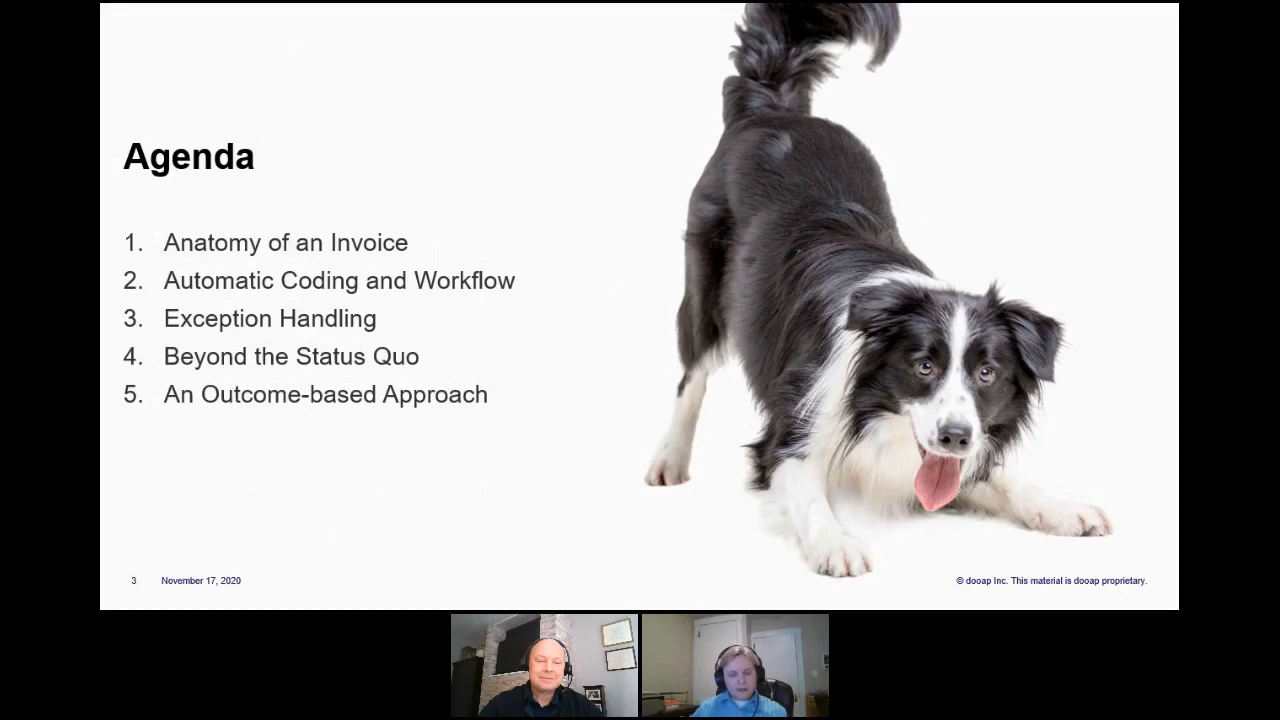 Agenda
1. Anatomy of an Invoice
2. Automatic Coding and Workflow
3. Exception Handling
4. Beyond the Status Quo
5. An Outcome-based Approach
3 November 17, 2020
© dooap Inc. This material is dooap proprietary.